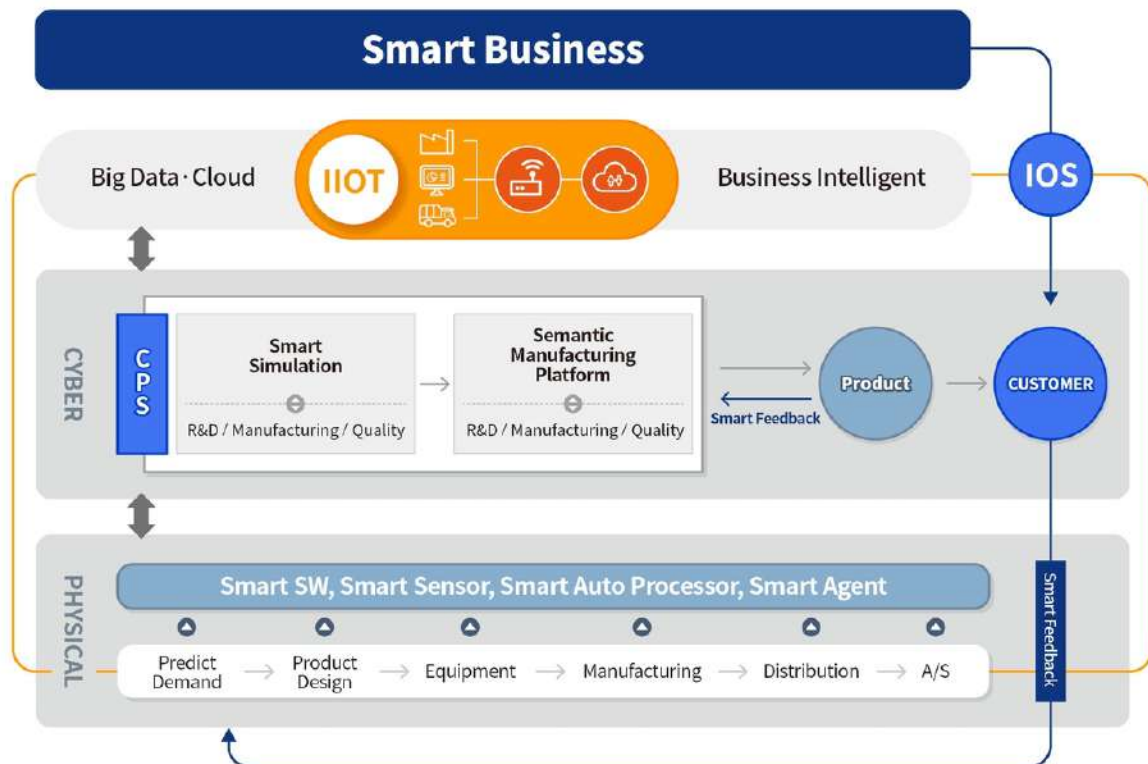 Smart Business
Big Data · Cloud
IIOT
Business Intelligent
IOS
CYBER
CPS
Smart
Simulation
R&D / Manufacturing / Quality
Semantic
Manufacturing
Platform
R&D / Manufacturing / Quality
Smart Feedback
Product
CUSTOMER
PHYSICAL
Smart SW, Smart Sensor, Smart Auto Processor, Smart Agent
Predict
Demand
Product
Design
Equipment
Manufacturing
Distribution
A/S
Smart Feedback